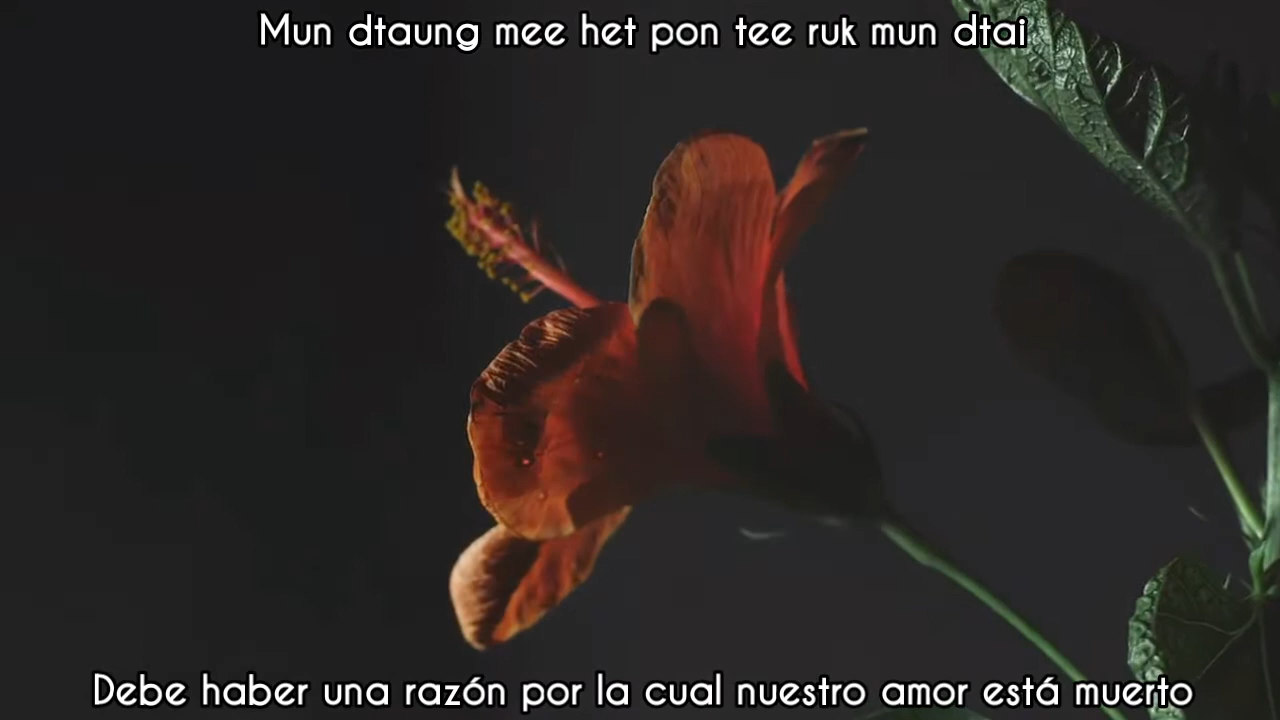 Mun dtaung mee het pon tee ruk mun dtai
Debe haber una razón por la cual nuestro amor está muerto